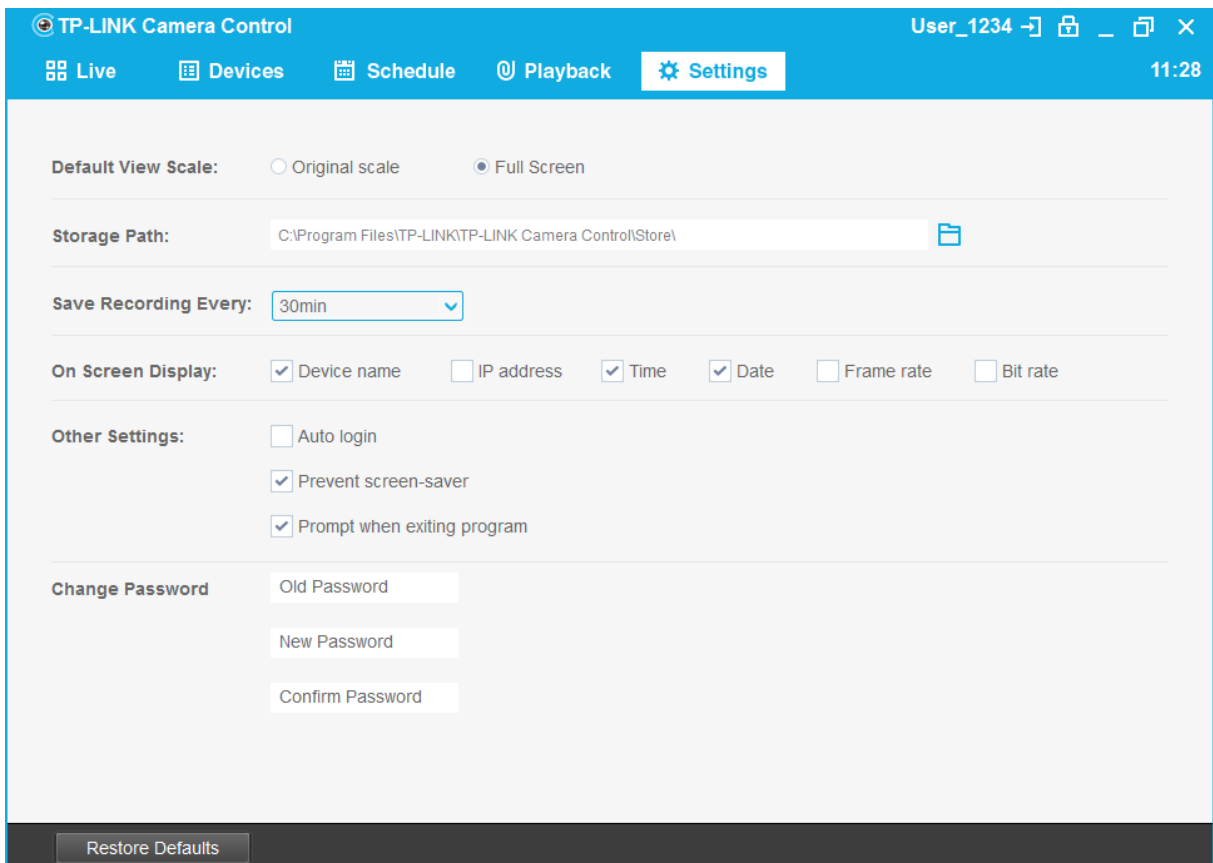 TP-LINK Camera Control User_1234
Live Devices Schedule Playback Settings 11:28
Default View Scale: Original scale Full Screen
Storage Path: C:\Program Files\TP-LINK\TP-LINK Camera Control\Store\
Save Recording Every: 30min
On Screen Display: Device name IP address Time Date Frame rate Bit rate
Other Settings: Auto login
Prevent screen-saver
Prompt when exiting program
Change Password Old Password
New Password
Confirm Password
Restore Defaults